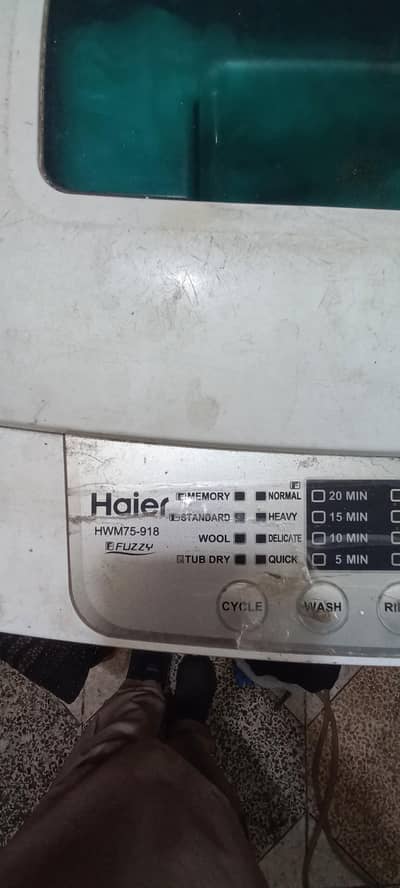 Haier
HWM75-918
FUZZY
MEMORY NORMAL 20 MIN
STANDARD HEAVY 15 MIN
WOOL DELICATE 10 MIN
TUB DRY QUICK 5 MIN
CYCLE WASH